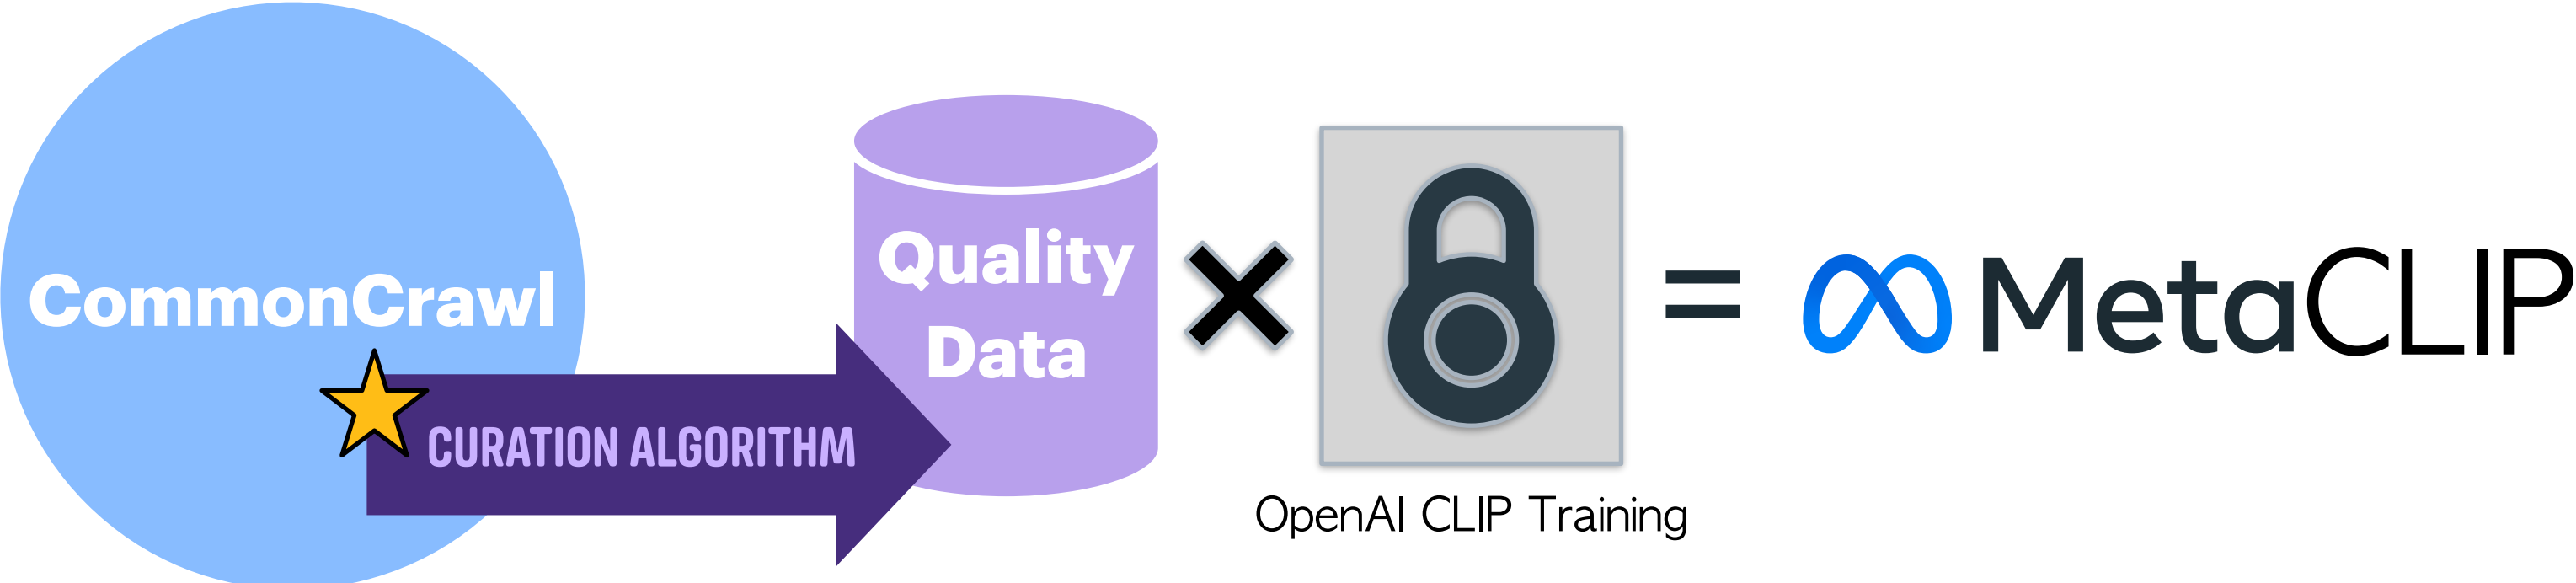 CommonCrawl
CURATION ALGORITHM
Quality
Data
OpenAI CLIP Training
=
MetaCLIP